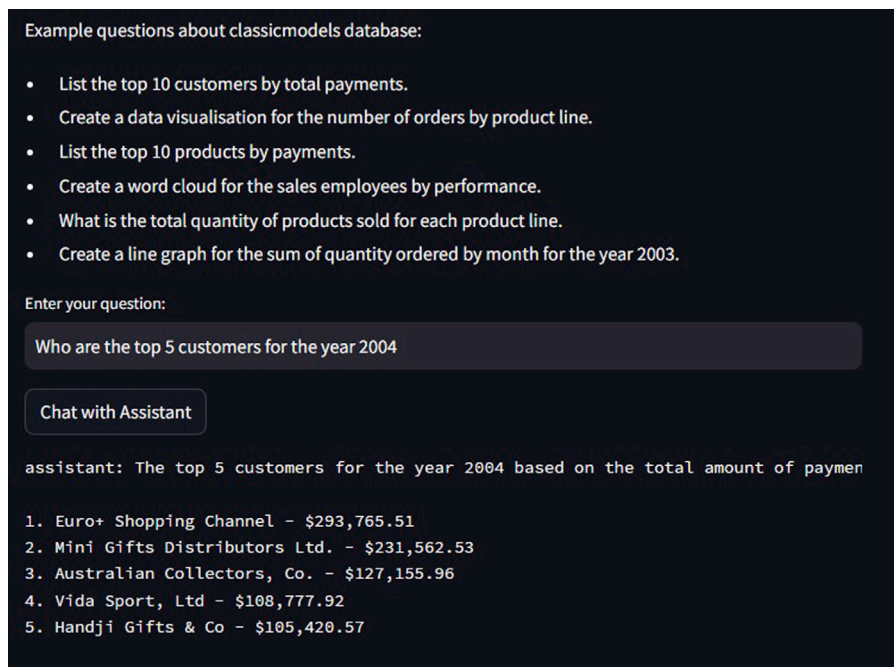 Example questions about classicmodels database:
• List the top 10 customers by total payments.
• Create a data visualisation for the number of orders by product line.
• List the top 10 products by payments.
• Create a word cloud for the sales employees by performance.
• What is the total quantity of products sold for each product line.
• Create a line graph for the sum of quantity ordered by month for the year 2003.
Enter your question:
Who are the top 5 customers for the year 2004
Chat with Assistant
assistant: The top 5 customers for the year 2004 based on the total amount of paymen
1. Euro+ Shopping Channel - $293,765.51
2. Mini Gifts Distributors Ltd. - $231,562.53
3. Australian Collectors, Co. - $127,155.96
4. Vida Sport, Ltd - $108,777.92
5. Handji Gifts & Co - $105,420.57